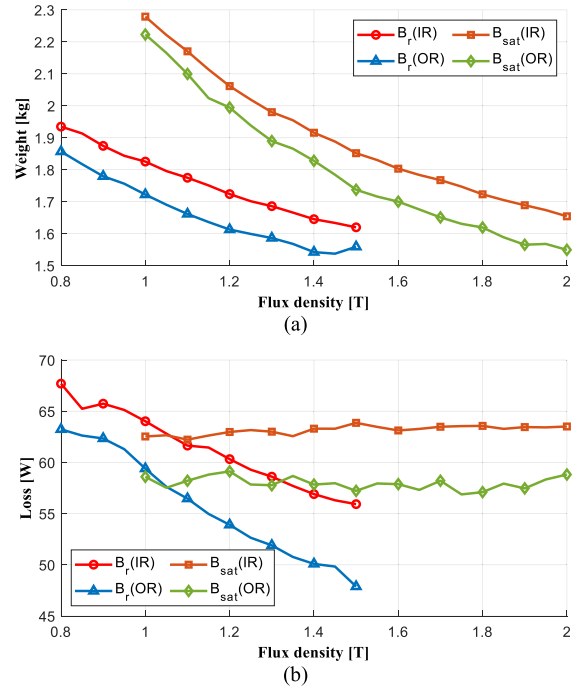 2.3
2.2
2.1
2
1.9
1.8
1.7
1.6
1.5
Weight [kg]
B_r(IR) B_sat(IR)
B_r(OR) B_sat(OR)
0.8 1 1.2 1.4 1.6 1.8 2
Flux density [T]
(a)
70
65
60
55
50
45
Loss [W]
B_r(IR) B_sat(IR)
B_r(OR) B_sat(OR)
0.8 1 1.2 1.4 1.6 1.8 2
Flux density [T]
(b)